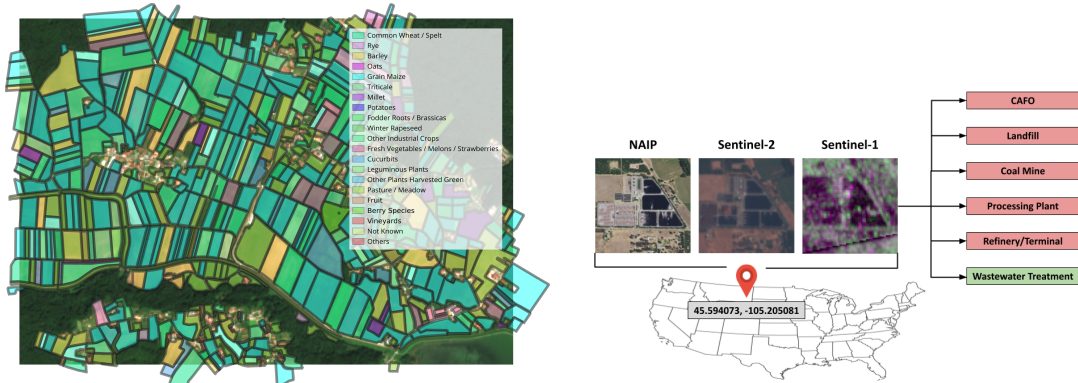 Common Wheat / Spelt
Rye
Barley
Oats
Grain Maize
Triticale
Millet
Potatoes
Fodder Roots / Brassicas
Winter Rapeseed
Other Industrial Crops
Fresh Vegetables / Melons / Strawberries
Cucurbits
Leguminous Plants
Other Plants Harvested Green
Pasture / Meadow
Fruit
Berry Species
Vineyards
Not Known
Others
NAIP
Sentinel-2
Sentinel-1
CAFO
Landfill
Coal Mine
Processing Plant
Refinery/Terminal
Wastewater Treatment
45.594073, -105.205081